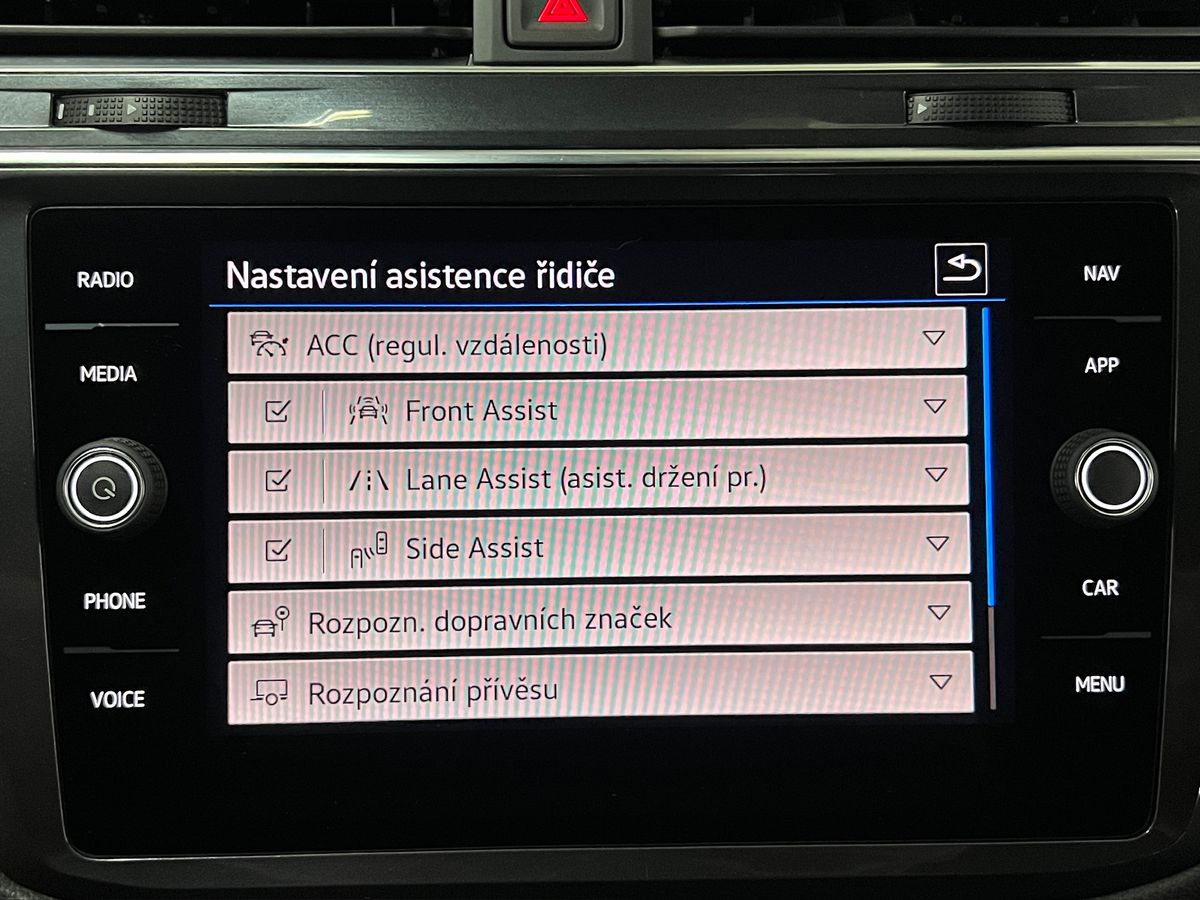 Nastavení asistence řidiče
ACC (regul. vzdálenosti)
Front Assist
Lane Assist (asist. držení pr.)
Side Assist
Rozpozn. dopravních značek
Rozpoznání přívěsu
RADIO
MEDIA
PHONE
VOICE
NAV
APP
CAR
MENU